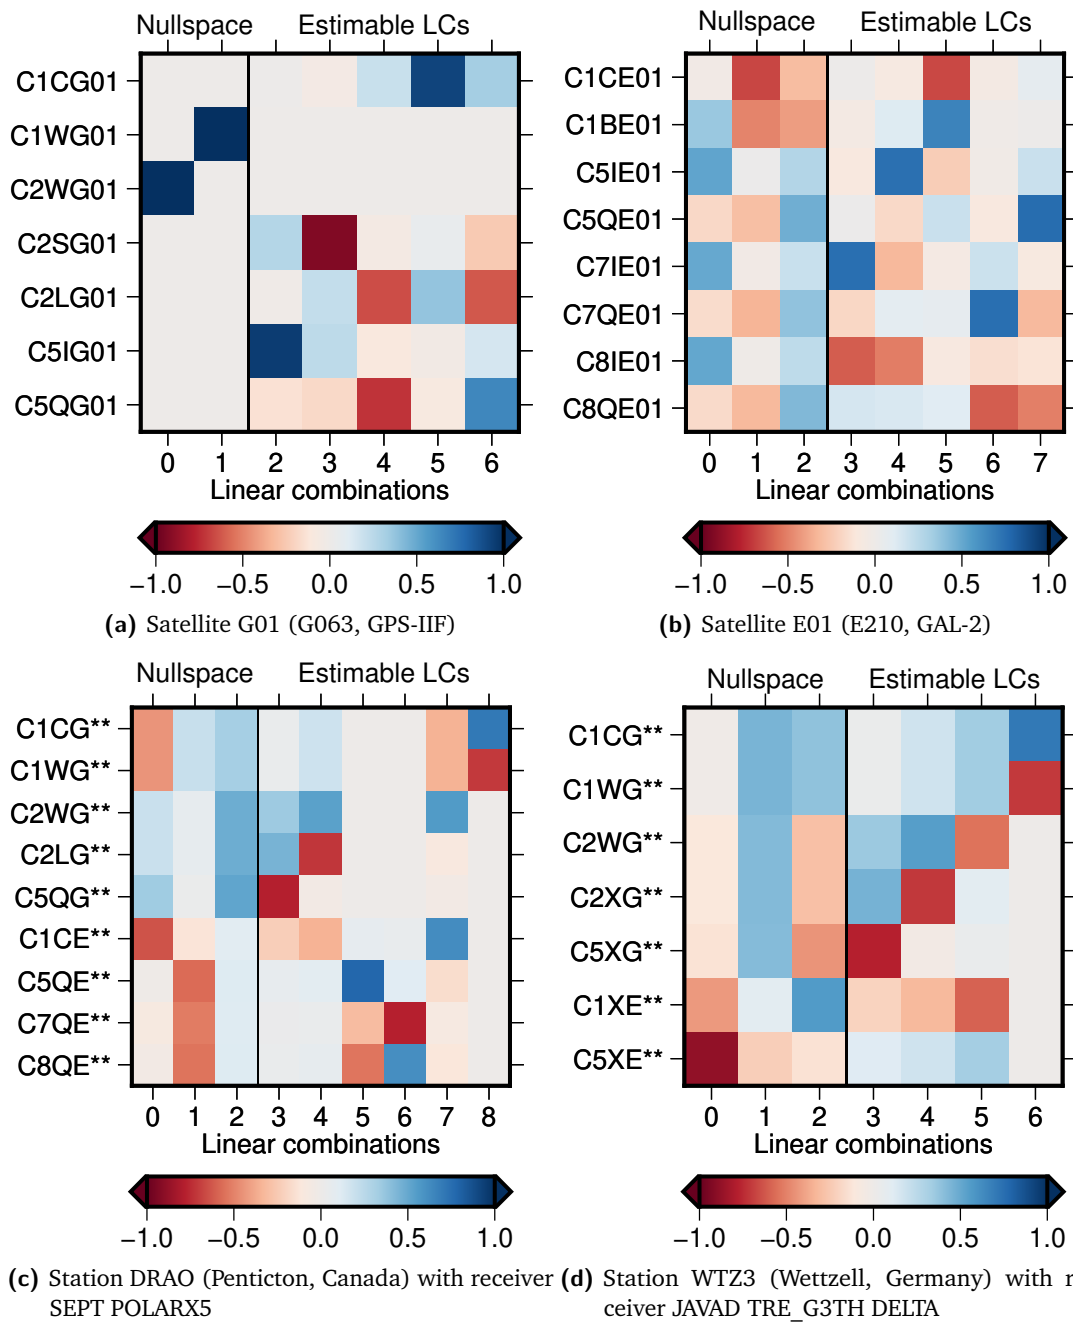 Nullspace Estimable LCs
C1CG01
C1WG01
C2WG01
C2SG01
C2LG01
C5IG01
C5QG01
0 1 2 3 4 5 6
Linear combinations
−1.0 −0.5 0.0 0.5 1.0
(a) Satellite G01 (G063, GPS-IIF)
Nullspace Estimable LCs
C1CE01
C1BE01
C5IE01
C5QE01
C7IE01
C7QE01
C8IE01
C8QE01
0 1 2 3 4 5 6 7
Linear combinations
−1.0 −0.5 0.0 0.5 1.0
(b) Satellite E01 (E210, GAL-2)
Nullspace Estimable LCs
C1CG**
C1WG**
C2WG**
C2LG**
C5QG**
C1CE**
C5QE**
C7QE**
C8QE**
0 1 2 3 4 5 6 7 8
Linear combinations
−1.0 −0.5 0.0 0.5 1.0
(c) Station DRAO (Penticton, Canada) with receiver
SEPT POLARX5
Nullspace Estimable LCs
C1CG**
C1WG**
C2WG**
C2XG**
C5XG**
C1XE**
C5XE**
0 1 2 3 4 5 6
Linear combinations
−1.0 −0.5 0.0 0.5 1.0
(d) Station WTZ3 (Wettzell, Germany) with r
ceiver JAVAD TRE_G3TH DELTA